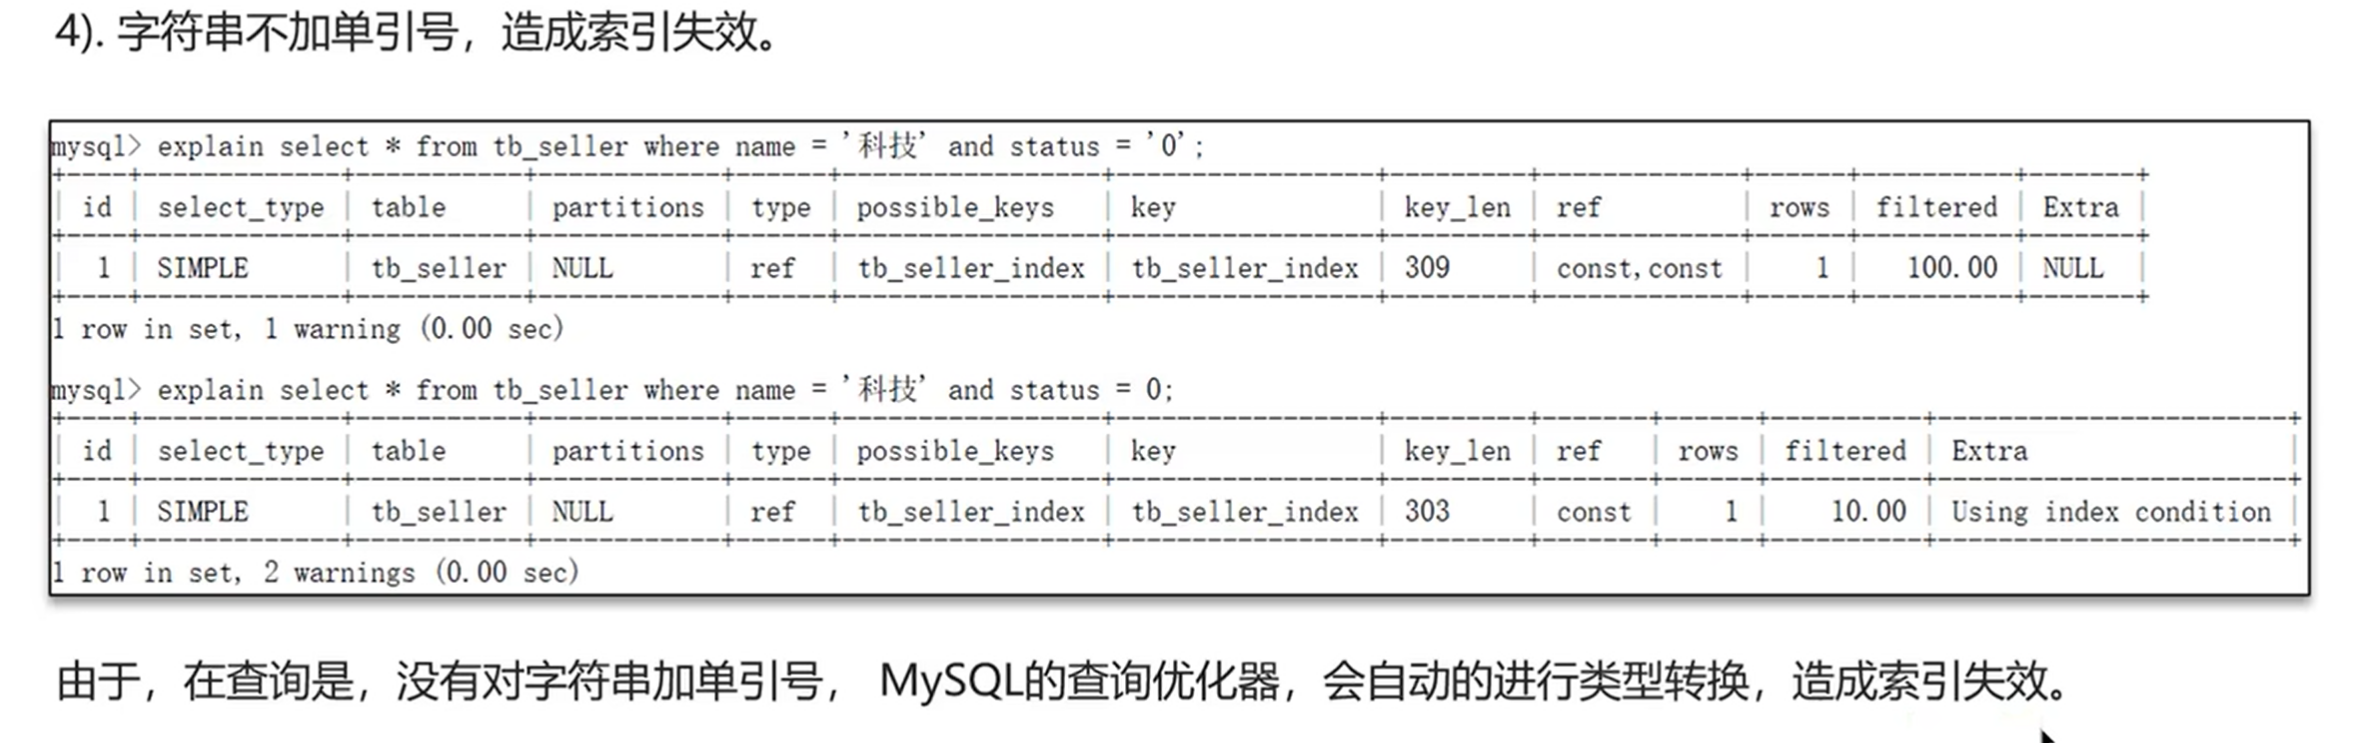 4). 字符串不加单引号，造成索引失效。
mysql> explain select * from tb_seller where name = '科技' and status = '0';
+----+-------------+------------+------------+------+-----------------+-----------------+---------+-------------+------+----------+-------+
| id | select_type | table | partitions | type | possible_keys | key | key_len | ref | rows | filtered | Extra |
+----+-------------+------------+------------+------+-----------------+-----------------+---------+-------------+------+----------+-------+
| 1 | SIMPLE | tb_seller | NULL | ref | tb_seller_index | tb_seller_index | 309 | const,const | 1 | 100.00 | NULL |
+----+-------------+------------+------------+------+-----------------+-----------------+---------+-------------+------+----------+-------+
1 row in set, 1 warning (0.00 sec)
mysql> explain select * from tb_seller where name = '科技' and status = 0;
+----+-------------+------------+------------+------+-----------------+-----------------+---------+-------+------+----------+-----------------------+
| id | select_type | table | partitions | type | possible_keys | key | key_len | ref | rows | filtered | Extra |
+----+-------------+------------+------------+------+-----------------+-----------------+---------+-------+------+----------+-----------------------+
| 1 | SIMPLE | tb_seller | NULL | ref | tb_seller_index | tb_seller_index | 303 | const | 1 | 10.00 | Using index condition |
+----+-------------+------------+------------+------+-----------------+-----------------+---------+-------+------+----------+-----------------------+
1 row in set, 2 warnings (0.00 sec)
由于，在查询是，没有对字符串加单引号， MySQL的查询优化器，会自动的进行类型转换，造成索引失效。